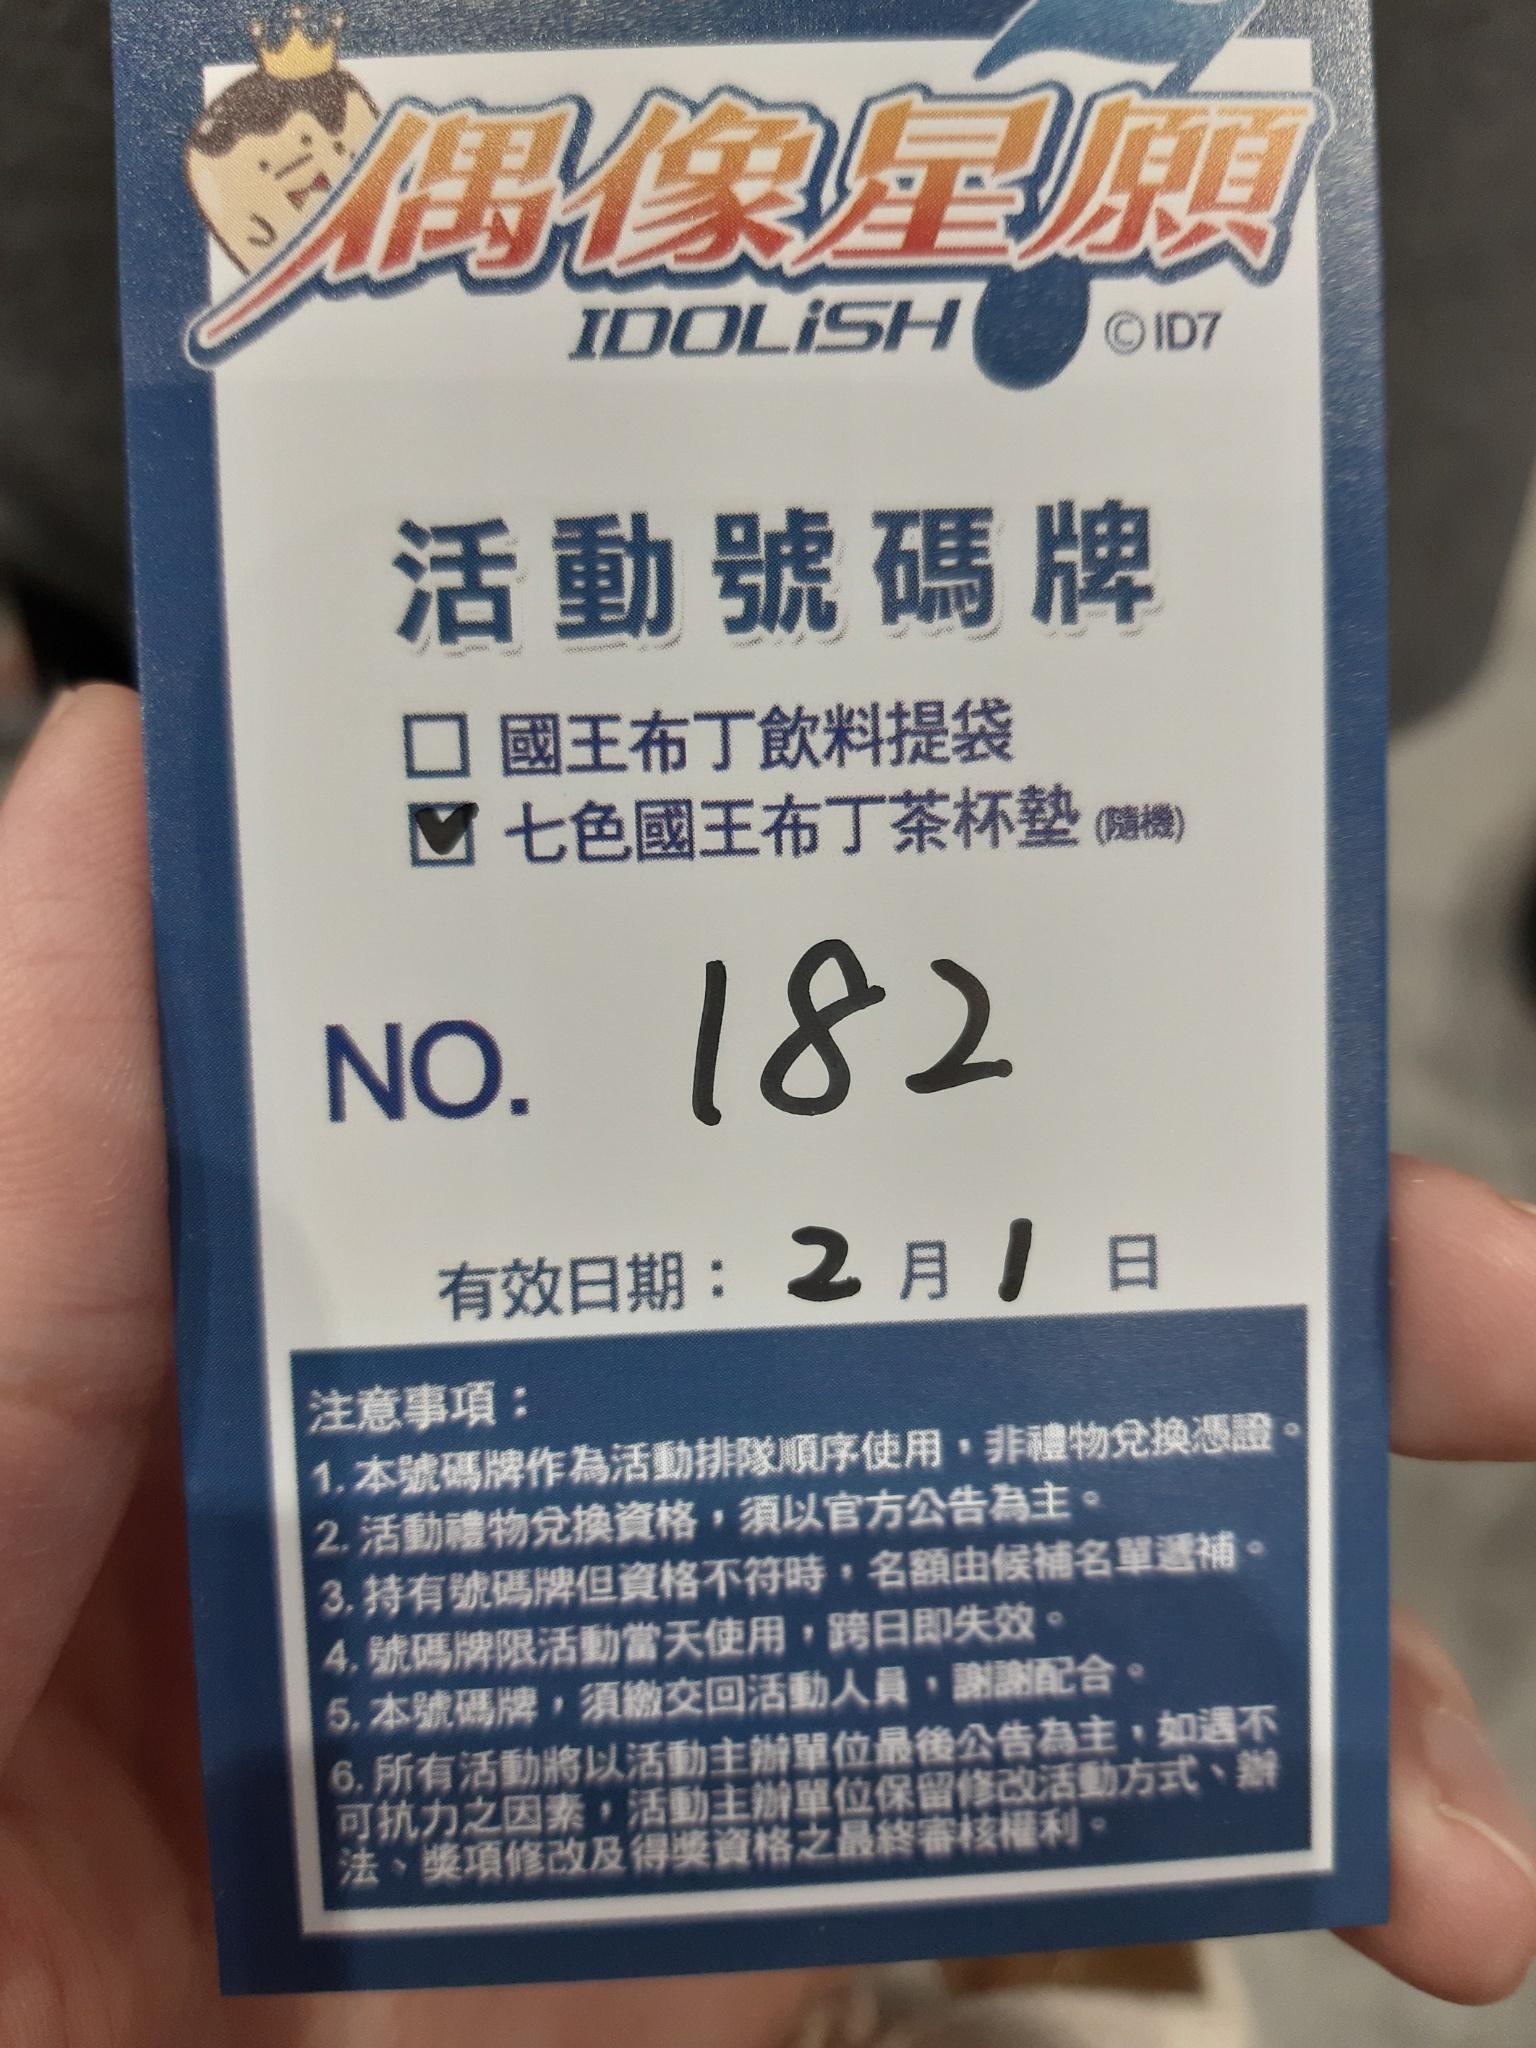 偶像星願
IDOLiSH7 ©ID7
活動號碼牌
國王布丁飲料提袋
七色國王布丁茶杯墊 (隨機)
NO. 182
有效日期：2月1日
注意事項：
1. 本號碼牌作為活動排隊順序使用，非禮物兌換憑證。
2. 活動禮物兌換資格，須以官方公告為主。
3. 持有號碼牌但資格不符時，名額由候補名單遞補。
4. 號碼牌限活動當天使用，跨日即失效。
5. 本號碼牌，須繳交回活動人員，謝謝配合。
6. 所有活動將以活動主辦單位最後公告為主，如遇不
可抗力之因素，活動主辦單位保留修改活動方式、辦
法、獎項修改及得獎資格之最終審核權利。